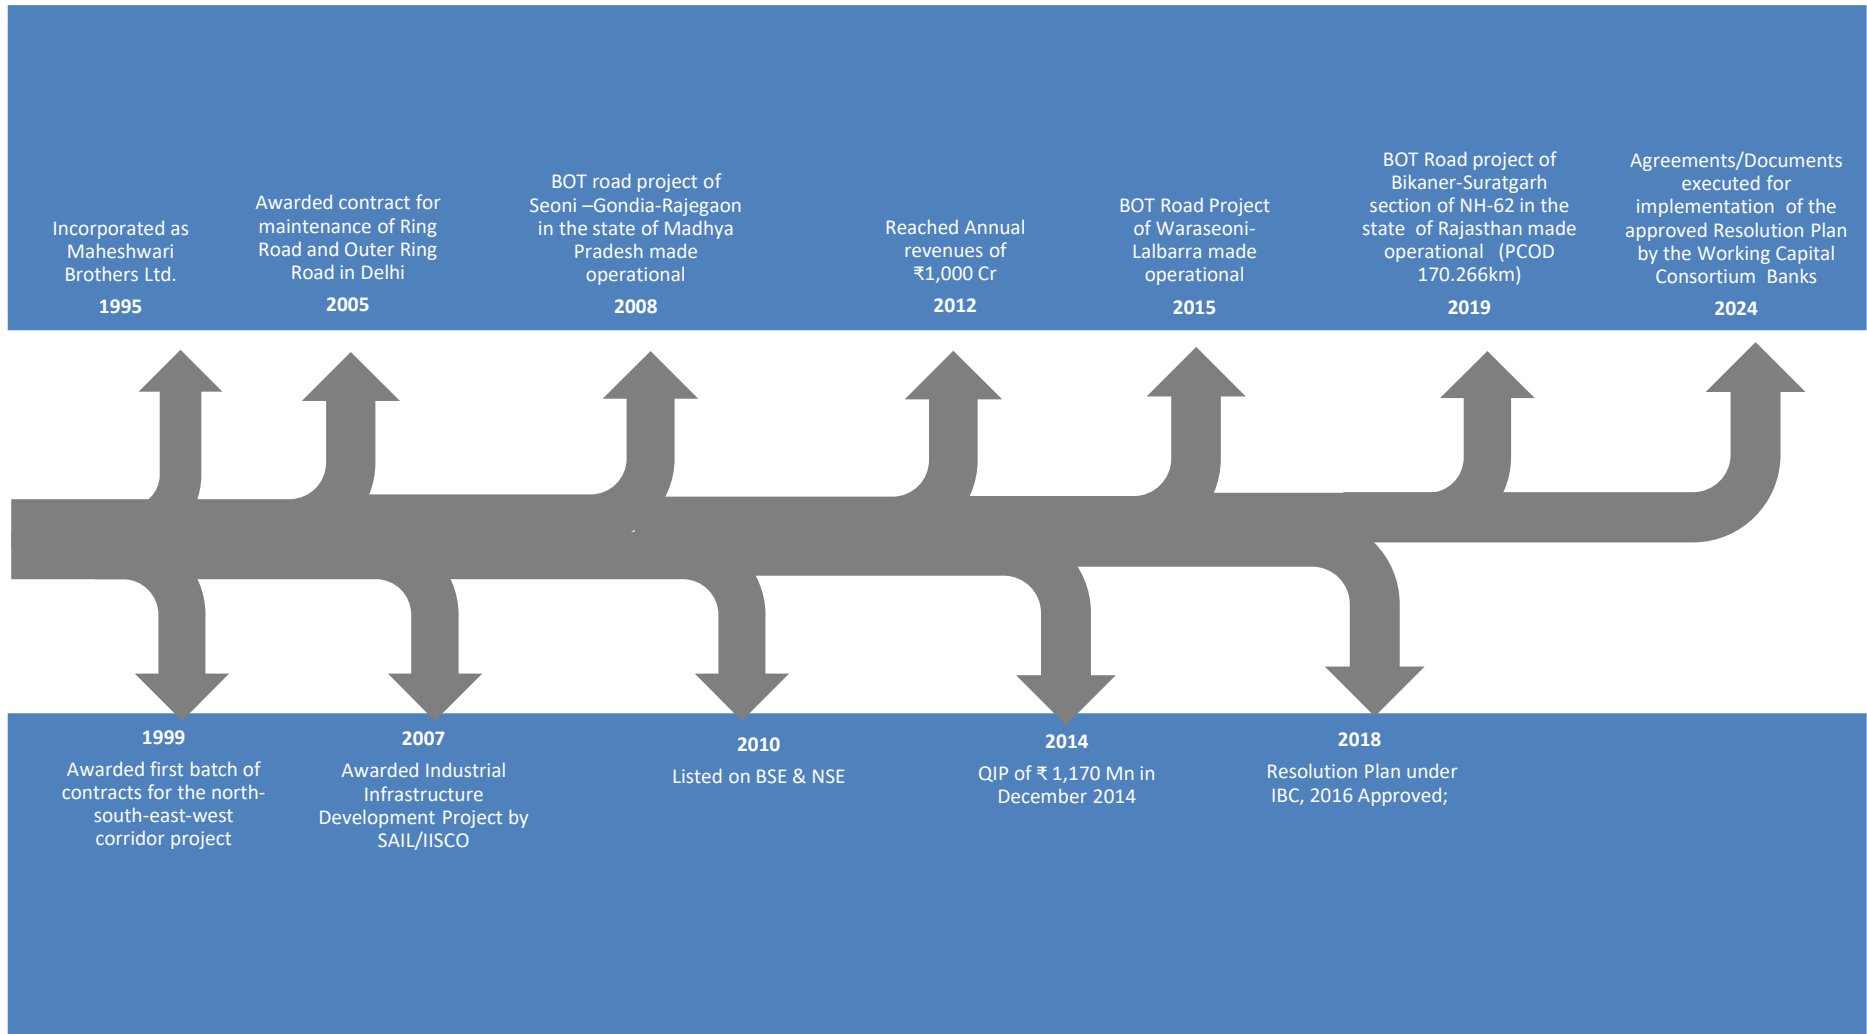 Incorporated as
Maheshwari
Brothers Ltd.
1995
Awarded contract for
maintenance of Ring
Road and Outer Ring
Road in Delhi
2005
BOT road project of
Seoni –Gondia-Rajegaon
in the state of Madhya
Pradesh made
operational
2008
Reached Annual
revenues of
₹1,000 Cr
2012
BOT Road Project
of Waraseoni-
Lalbarra made
operational
2015
BOT Road project of
Bikaner-Suratgarh
section of NH-62 in the
state of Rajasthan made
operational (PCOD
170.266km)
2019
Agreements/Documents
executed for
implementation of the
approved Resolution Plan
by the Working Capital
Consortium Banks
2024
1999
Awarded first batch of
contracts for the north-
south-east-west
corridor project
2007
Awarded Industrial
Infrastructure
Development Project by
SAIL/IISCO
2010
Listed on BSE & NSE
2014
QIP of ₹ 1,170 Mn in
December 2014
2018
Resolution Plan under
IBC, 2016 Approved;